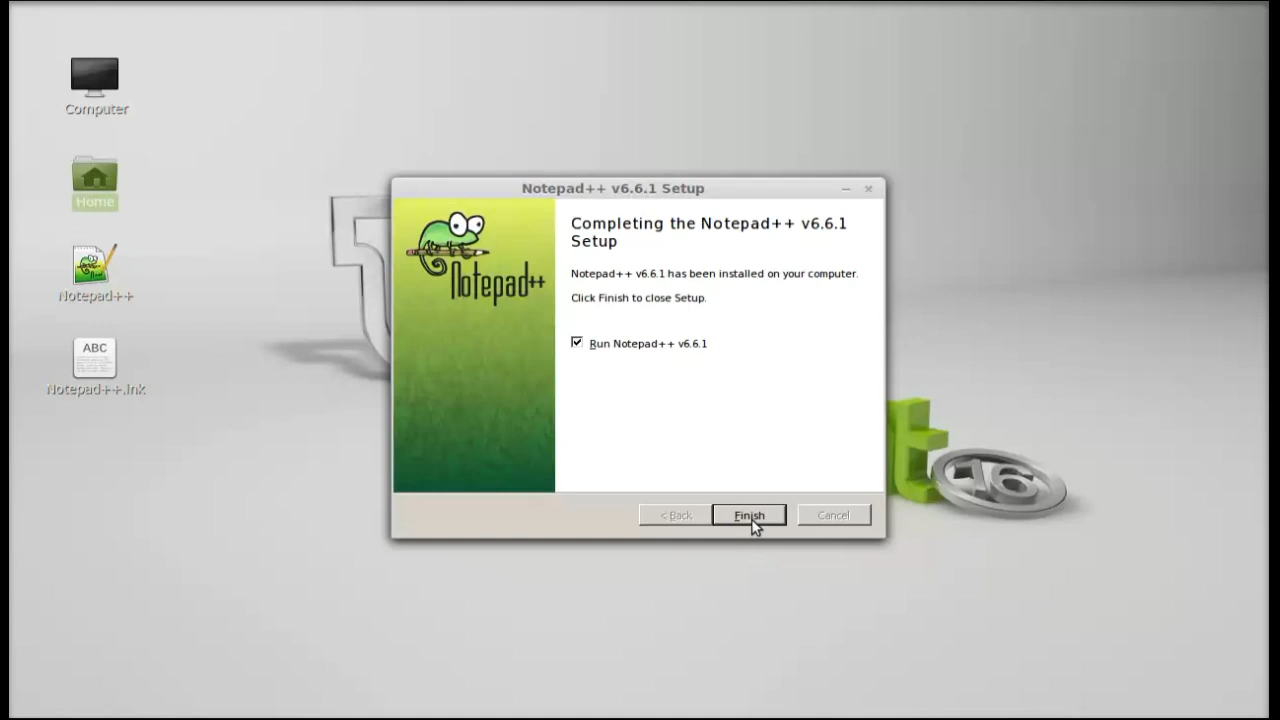 Computer
Home
Notepad++
Notepad++.lnk
ABC
Notepad++ v6.6.1 Setup
Notepad++
Completing the Notepad++ v6.6.1
Setup
Notepad++ v6.6.1 has been installed on your computer.
Click Finish to close Setup.
Run Notepad++ v6.6.1
< Back
Finish
Cancel
t
16